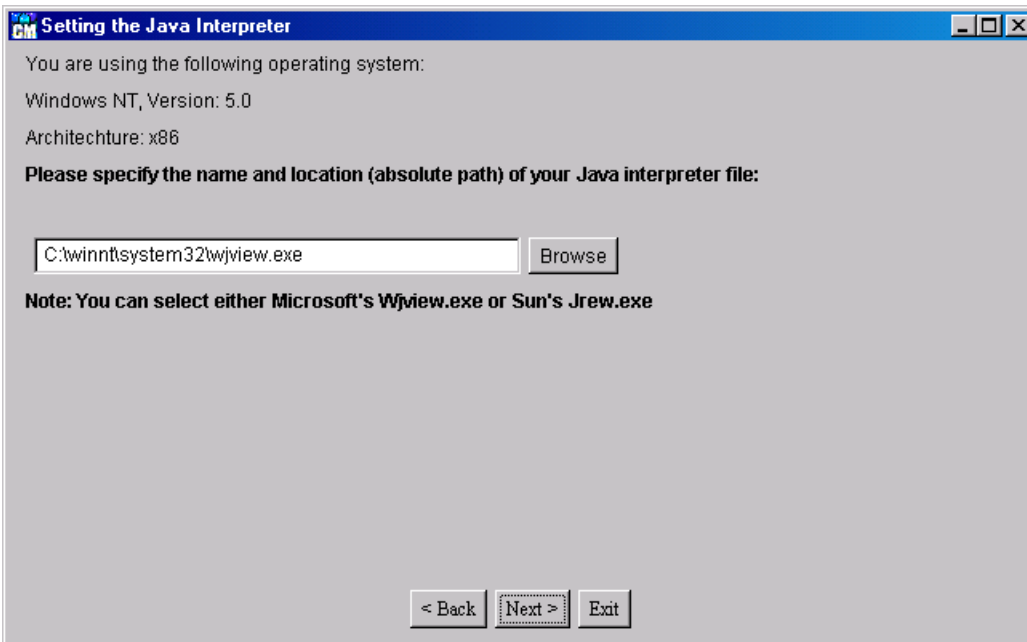 CM Setting the Java Interpreter
You are using the following operating system:
Windows NT, Version: 5.0
Architechture: x86
Please specify the name and location (absolute path) of your Java interpreter file:
C:\winnt\system32\wjview.exe Browse
Note: You can select either Microsoft's Wjview.exe or Sun's Jrew.exe
< Back Next > Exit